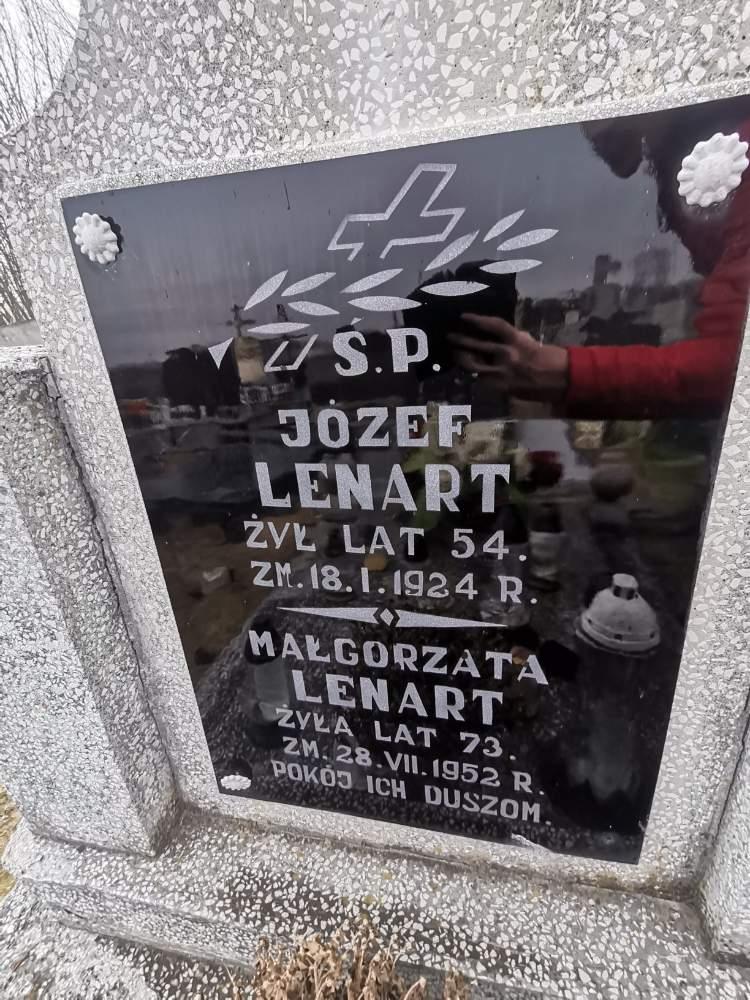 Ś.P.
JÓZEF
LENART
ŻYŁ LAT 54.
ZM. 18.I.1924 R.
MAŁGORZATA
LENART
ŻYŁA LAT 73.
ZM. 28.VII.1952 R.
POKÓJ ICH DUSZOM.